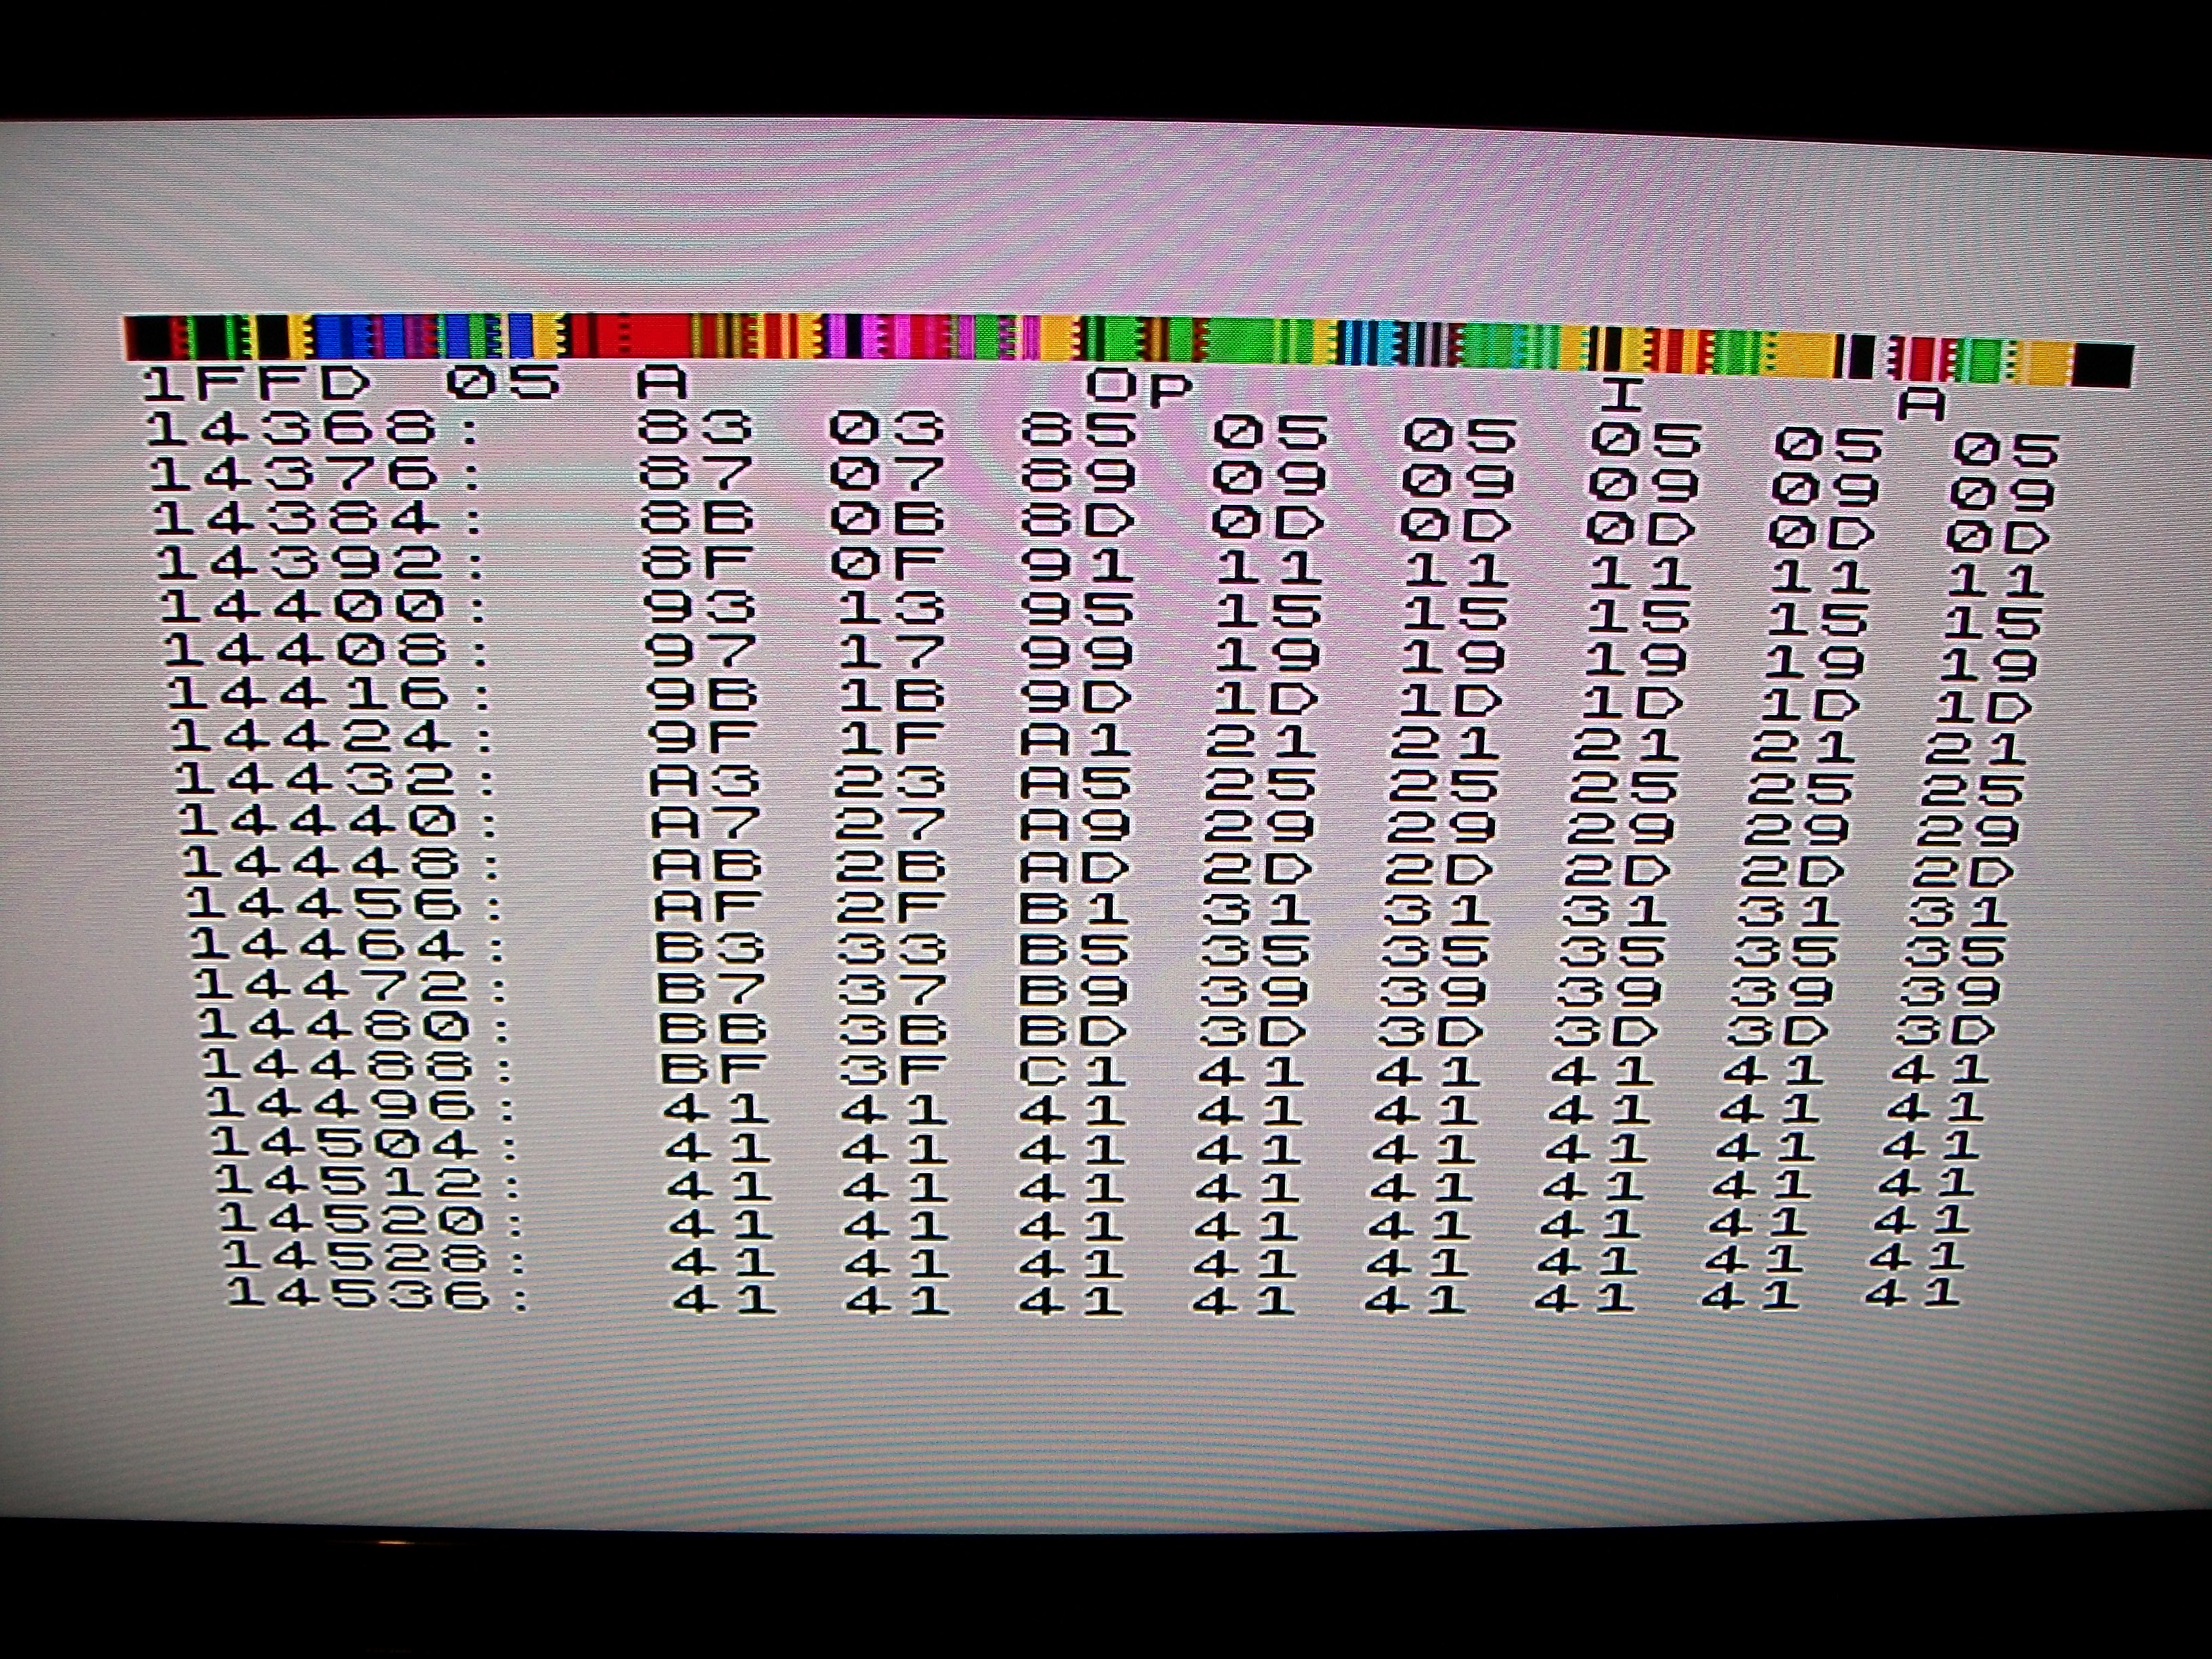 1FFD 05 A OP I A
14368: 83 03 85 05 05 05 05 05
14376: 87 07 89 09 09 09 09 09
14384: 8B 0B 8D 0D 0D 0D 0D 0D
14392: 8F 0F 91 11 11 11 11 11
14400: 93 13 95 15 15 15 15 15
14408: 97 17 99 19 19 19 19 19
14416: 9B 1B 9D 1D 1D 1D 1D 1D
14424: 9F 1F A1 21 21 21 21 21
14432: A3 23 A5 25 25 25 25 25
14440: A7 27 A9 29 29 29 29 29
14448: AB 2B AD 2D 2D 2D 2D 2D
14456: AF 2F B1 31 31 31 31 31
14464: B3 33 B5 35 35 35 35 35
14472: B7 37 B9 39 39 39 39 39
14480: BB 3B BD 3D 3D 3D 3D 3D
14488: BF 3F C1 41 41 41 41 41
14496: 41 41 41 41 41 41 41 41
14504: 41 41 41 41 41 41 41 41
14512: 41 41 41 41 41 41 41 41
14520: 41 41 41 41 41 41 41 41
14528: 41 41 41 41 41 41 41 41
14536: 41 41 41 41 41 41 41 41